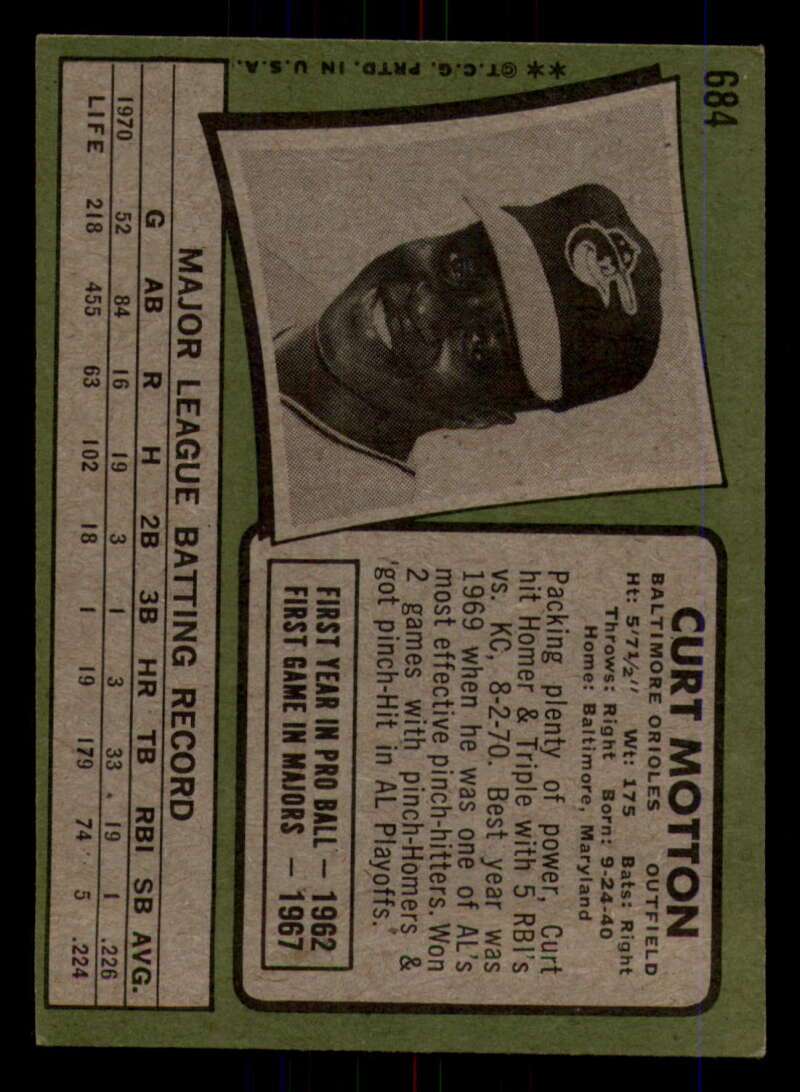 684
**©T.C.G. PRTD. IN U.S.A.
CURT MOTTON
BALTIMORE ORIOLES OUTFIELD
Ht: 5'7½" Wt: 175 Bats: Right
Throws: Right Born: 9-24-40
Home: Baltimore, Maryland
Packing plenty of power, Curt
hit Homer & Triple with 5 RBI's
vs. KC, 8-2-70. Best year was
1969 when he was one of AL's
most effective pinch-hitters. Won
2 games with pinch-Homers &
got pinch-Hit in AL Playoffs.
FIRST YEAR IN PRO BALL — 1962
FIRST GAME IN MAJORS — 1967
MAJOR LEAGUE BATTING RECORD
G AB R H 2B 3B HR TB RBI SB AVG.
1970 52 84 16 19 3 1 3 33 19 1 .226
LIFE 218 455 63 102 18 1 19 179 74 5 .224